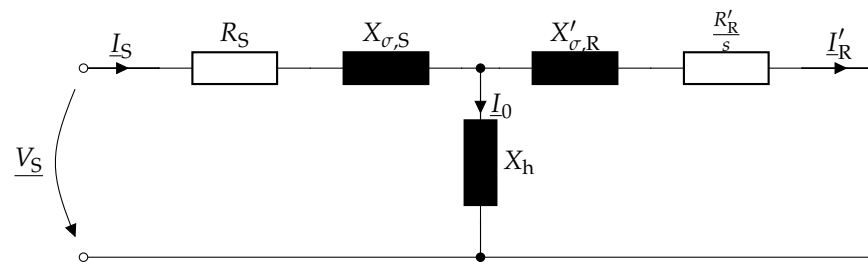 I_S
R_S
X_σ,S
X′_σ,R
R′_R/s
I′_R
I_0
V_S
X_h